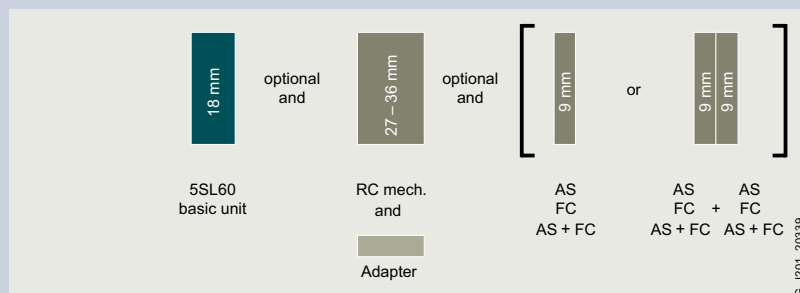 18 mm
optional
and
27 – 36 mm
optional
and
9 mm
or
9 mm
9 mm
5SL60
basic unit
RC mech.
and
Adapter
AS
FC
AS + FC
AS AS
FC + FC
AS + FC AS + FC
I201_20339